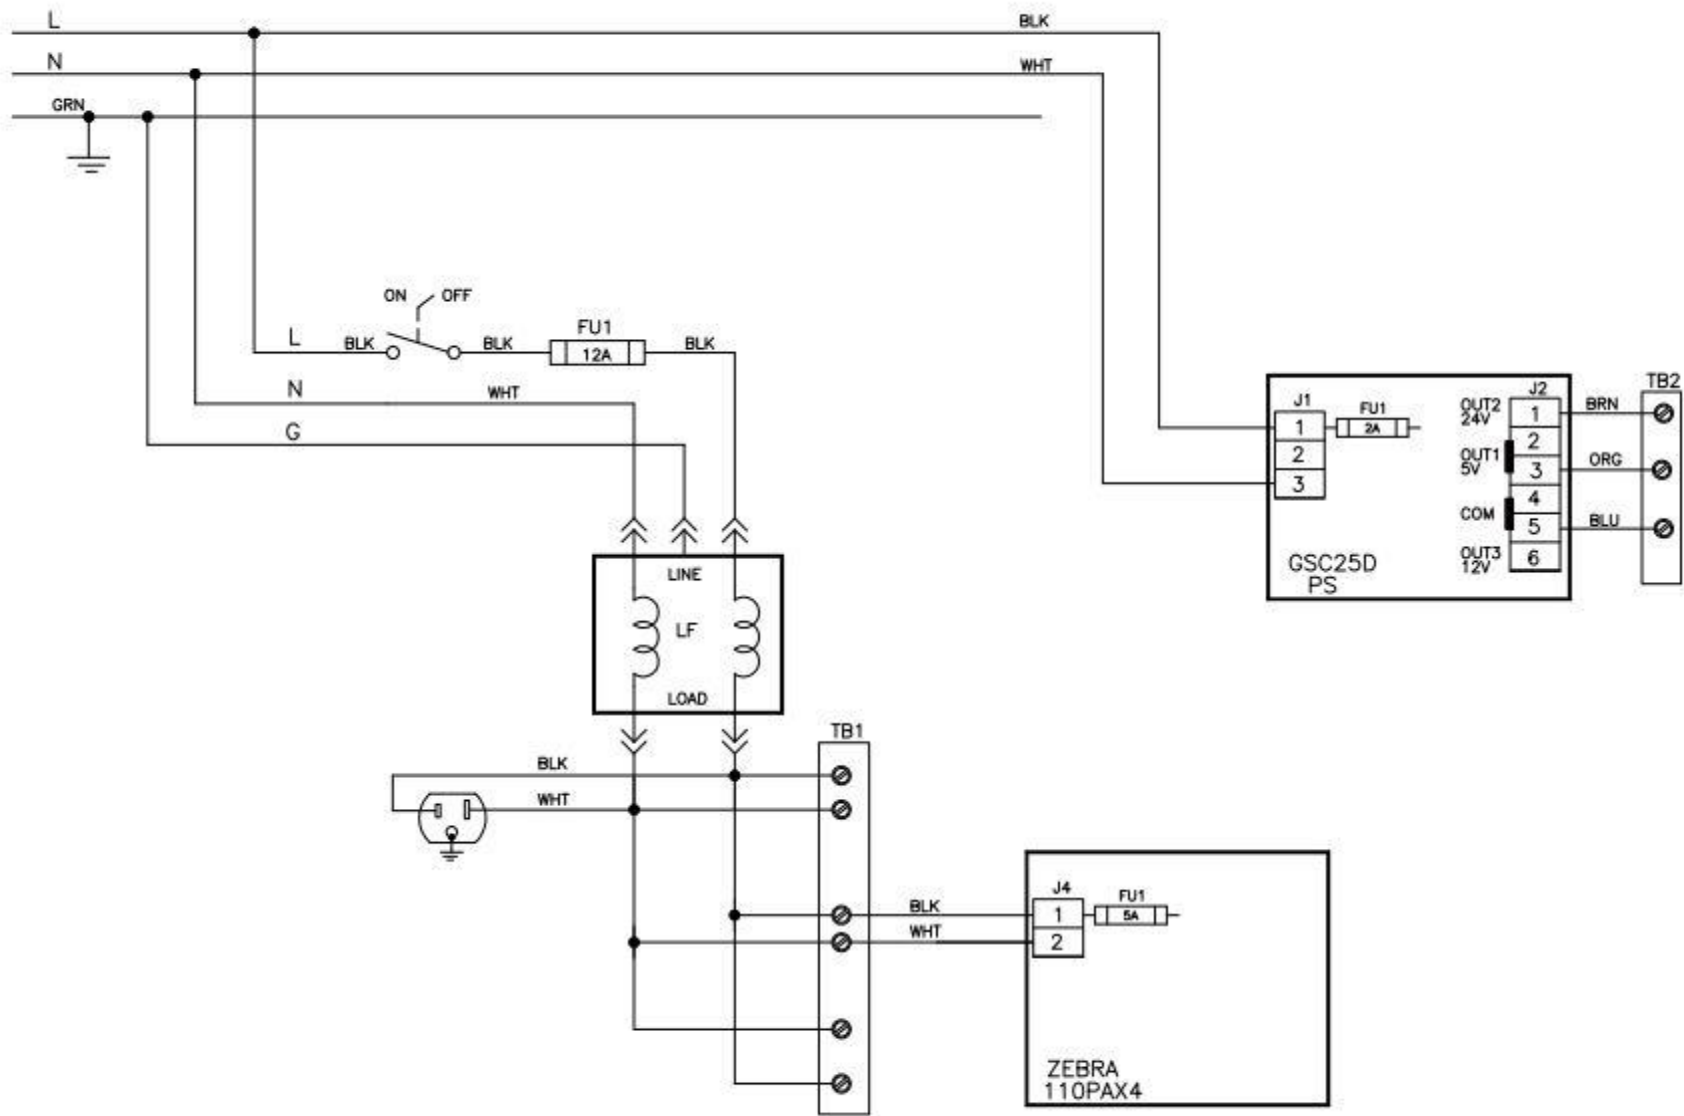 L
BLK
N
WHT
GRN
ON OFF
L
BLK
BLK
FU1
12A
BLK
N
WHT
G
LINE
LF
LOAD
J1
1
2
3
FU1
2A
OUT2
24V
OUT1
5V
COM
OUT3
12V
J2
1
2
3
4
5
6
BRN
ORG
BLU
TB2
GSC25D
PS
TB1
BLK
WHT
BLK
WHT
J4
1
2
FU1
5A
ZEBRA
110PAX4